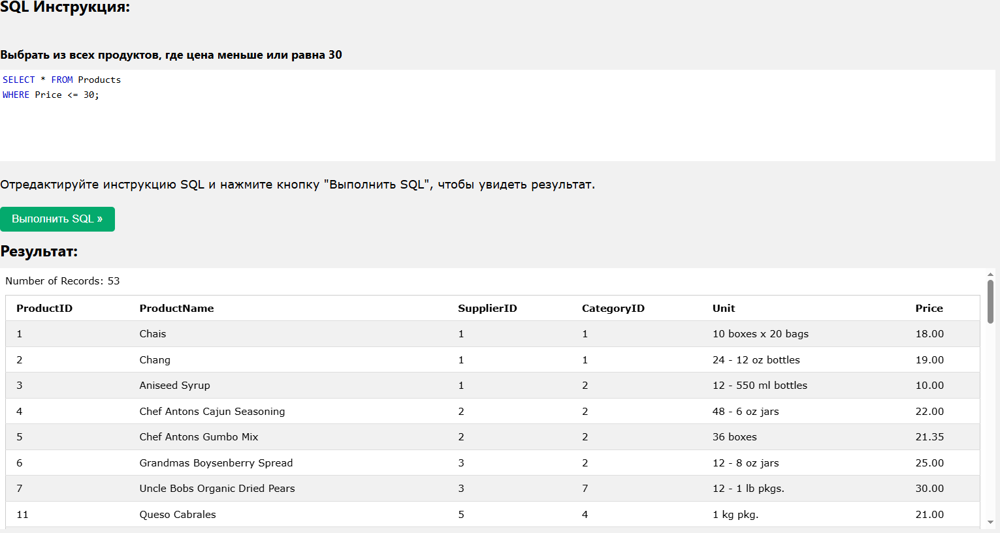 SQL Инструкция:
Выбрать из всех продуктов, где цена меньше или равна 30
SELECT * FROM Products
WHERE Price <= 30;
Отредактируйте инструкцию SQL и нажмите кнопку "Выполнить SQL", чтобы увидеть результат.
Выполнить SQL »
Результат:
Number of Records: 53
ProductID ProductName SupplierID CategoryID Unit Price
1 Chais 1 1 10 boxes x 20 bags 18.00
2 Chang 1 1 24 - 12 oz bottles 19.00
3 Aniseed Syrup 1 2 12 - 550 ml bottles 10.00
4 Chef Antons Cajun Seasoning 2 2 48 - 6 oz jars 22.00
5 Chef Antons Gumbo Mix 2 2 36 boxes 21.35
6 Grandmas Boysenberry Spread 3 2 12 - 8 oz jars 25.00
7 Uncle Bobs Organic Dried Pears 3 7 12 - 1 lb pkgs. 30.00
11 Queso Cabrales 5 4 1 kg pkg. 21.00